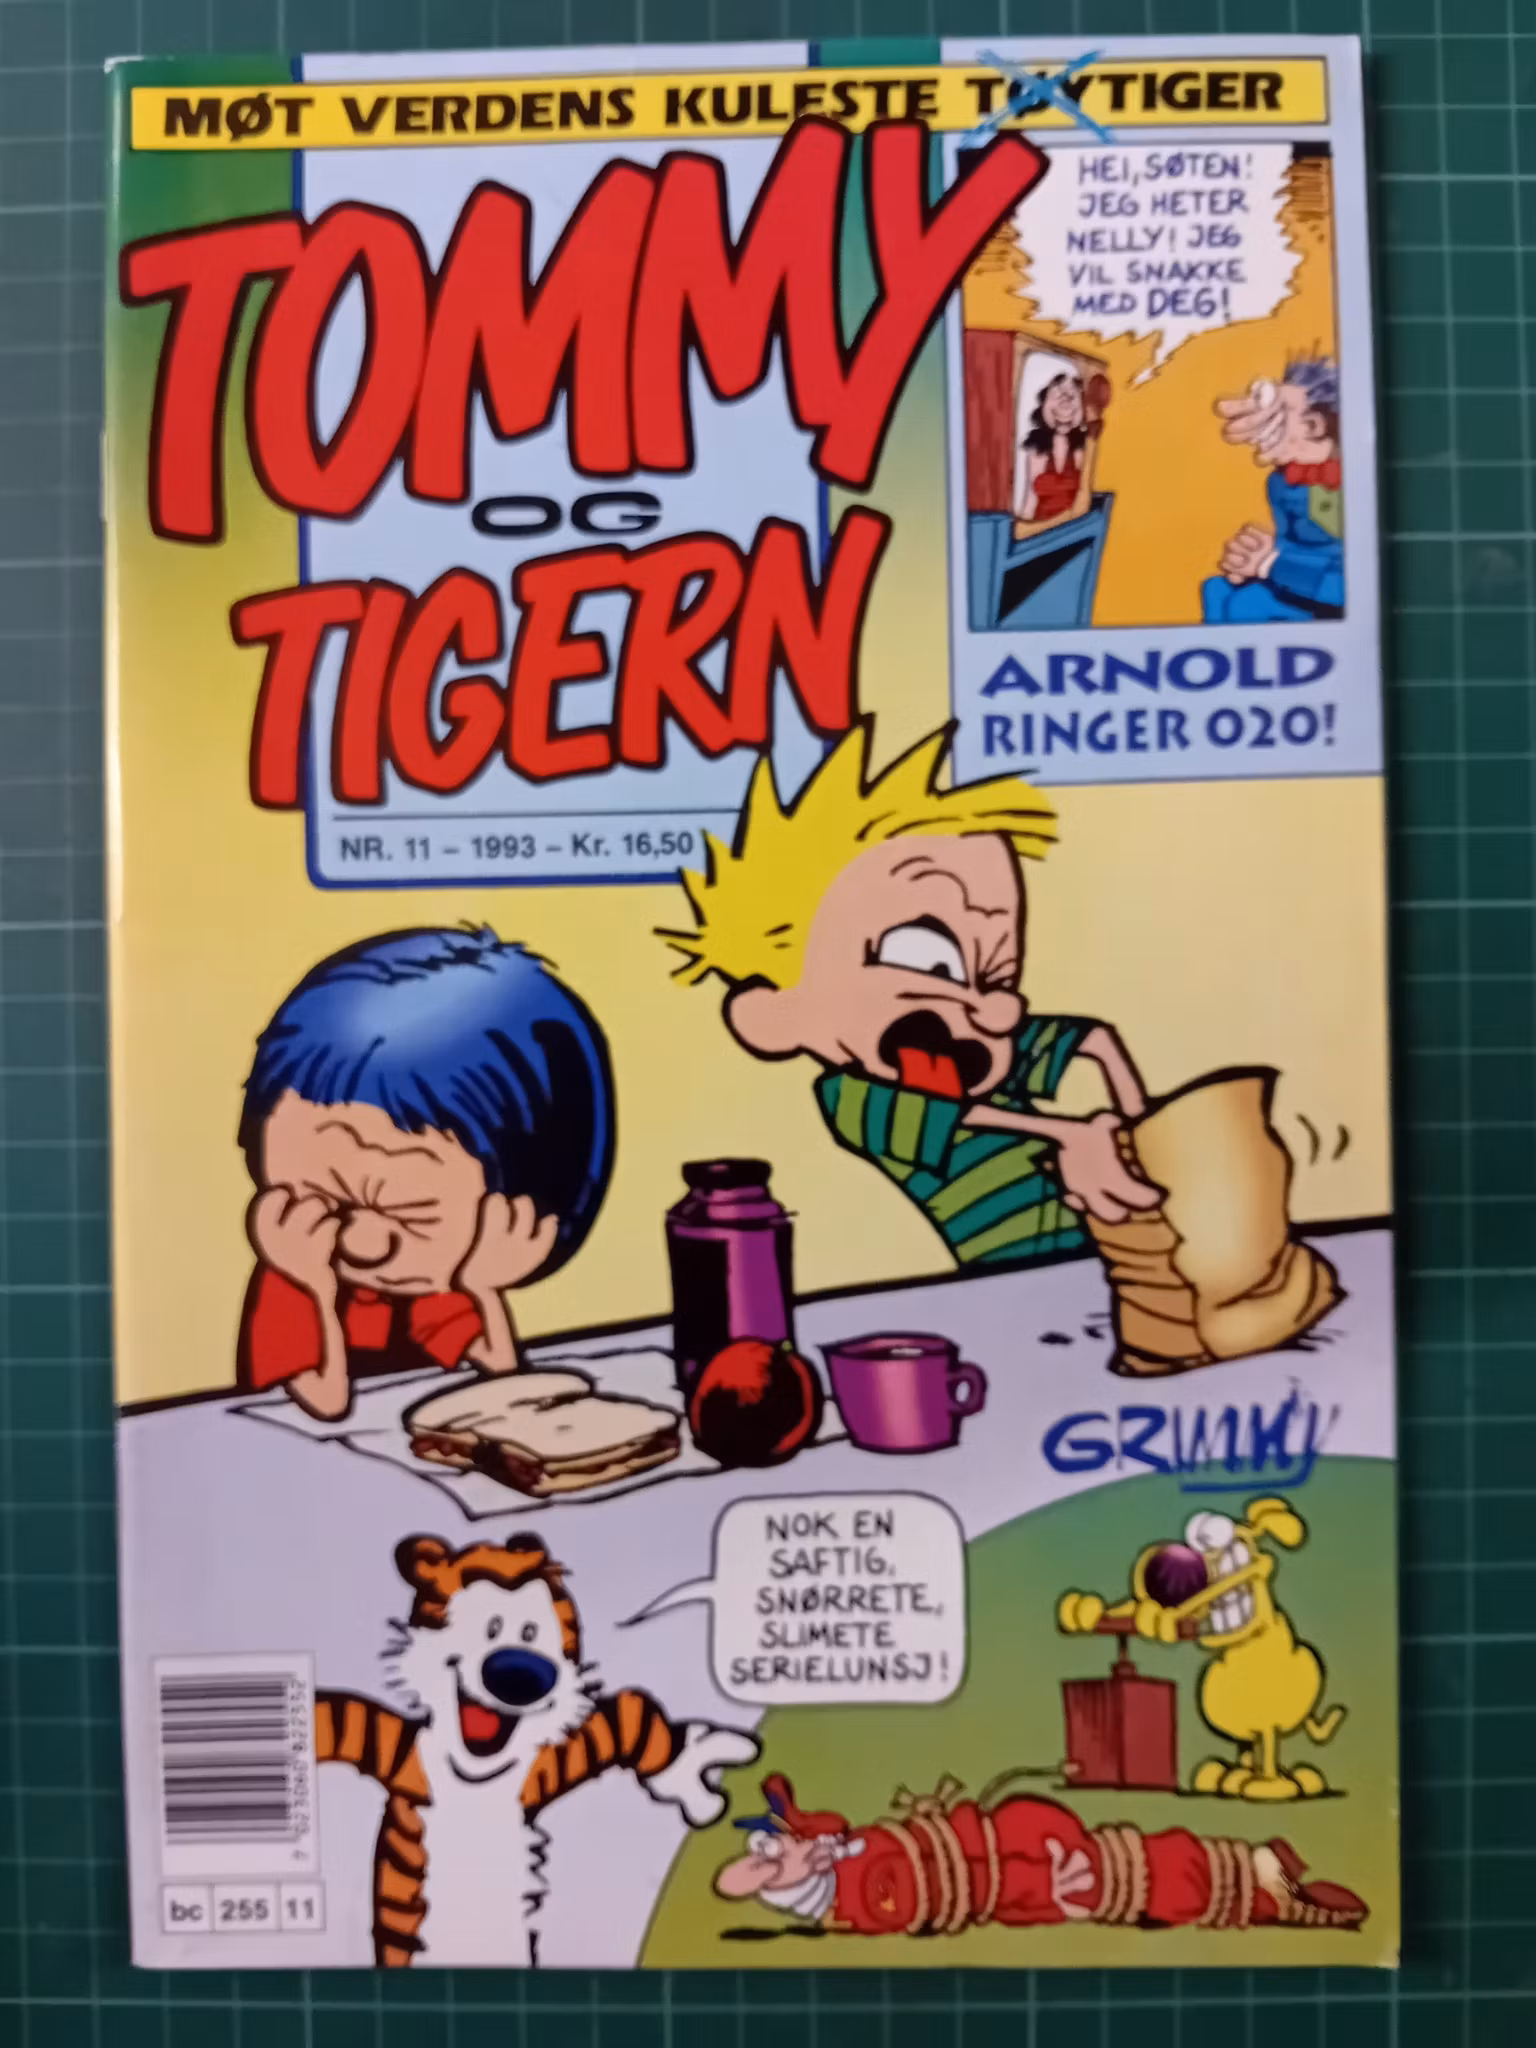 MØT VERDENS KULESTE TØYTIGER
TOMMY
OG
TIGERN
NR. 11 – 1993 – Kr. 16,50
HEI, SØTEN!
JEG HETER
NELLY! JEG
VIL SNAKKE
MED DEG!
ARNOLD
RINGER 020!
GRIMMY
NOK EN
SAFTIG,
SNØRRETE,
SLIMETE
SERIELUNSJ!
bc 255 11